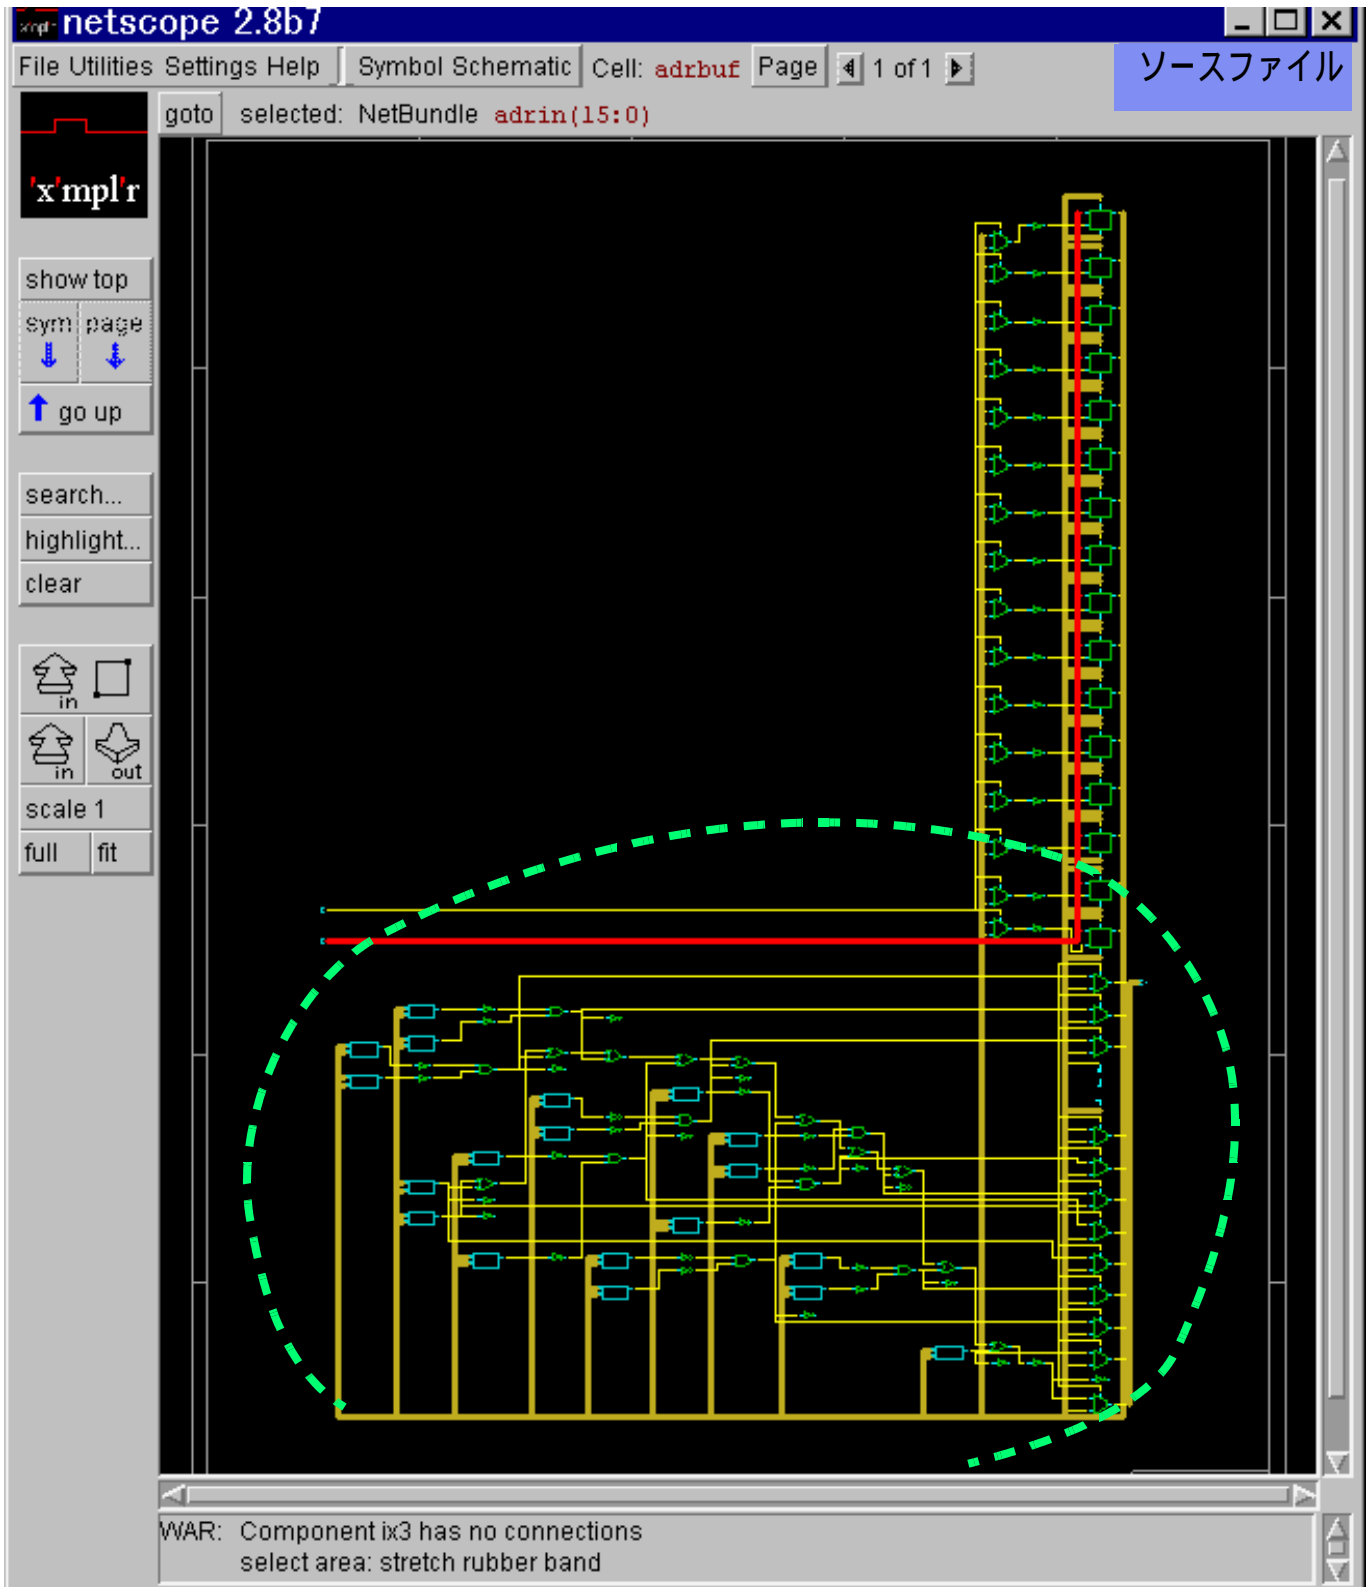 netscope 2.8b7
File Utilities Settings Help Symbol Schematic Cell: adrbuf Page 1 of 1 ソースファイル
goto selected: NetBundle adrin(15:0)
'x'mpl'r
show top
sym page
go up
search...
highlight...
clear
in
in out
scale 1
full fit
WAR: Component ix3 has no connections
select area: stretch rubber band